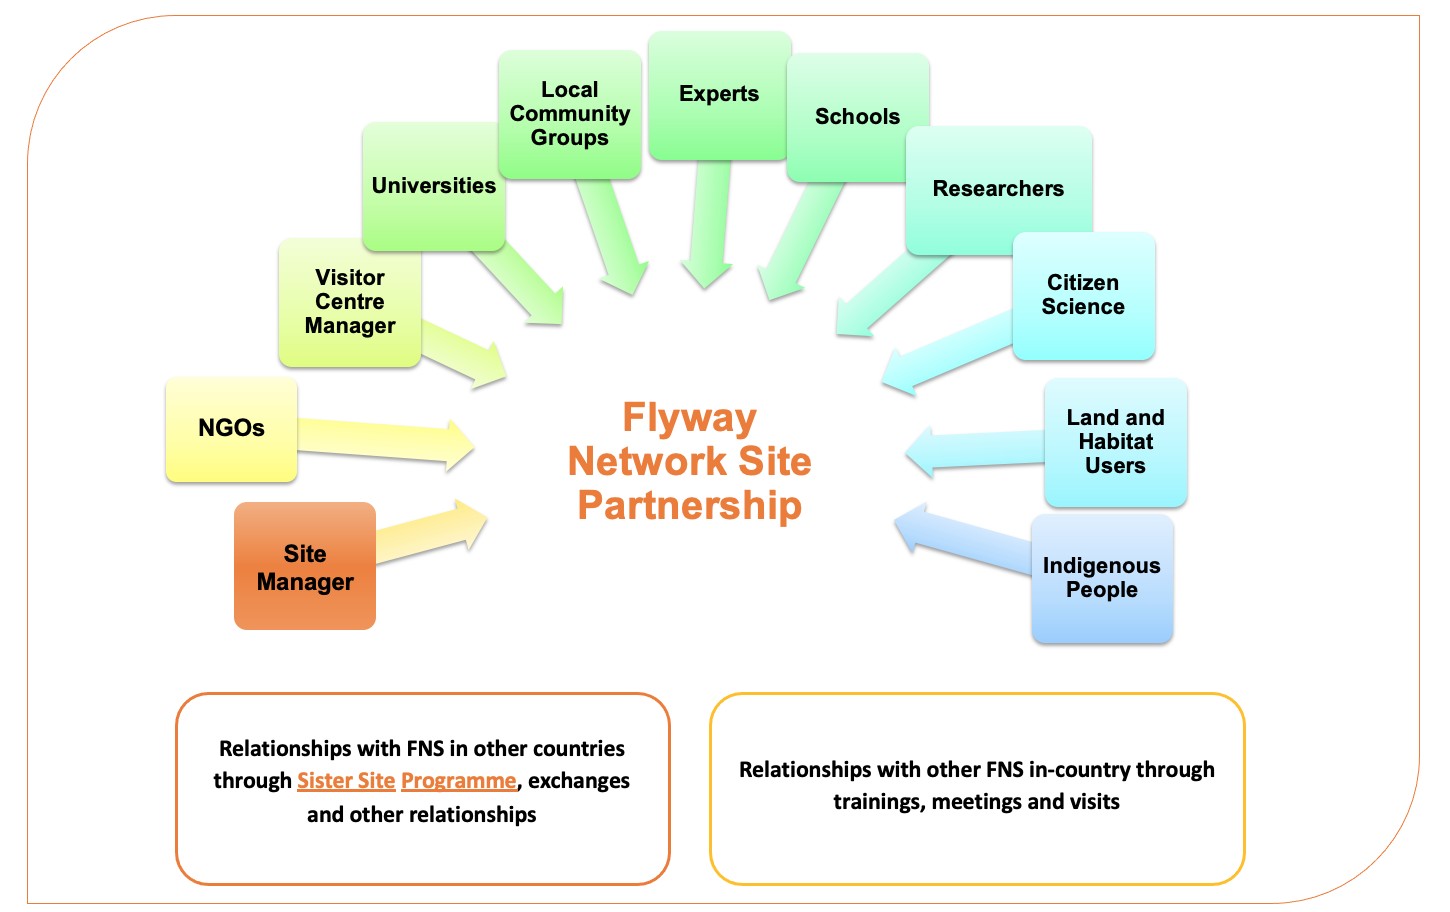 Local
Community
Groups
Experts
Schools
Universities
Researchers
Visitor
Centre
Manager
Citizen
Science
NGOs
Land and
Habitat
Users
Flyway
Network Site
Partnership
Site
Manager
Indigenous
People
Relationships with FNS in other countries
through Sister Site Programme, exchanges
and other relationships
Relationships with other FNS in-country through
trainings, meetings and visits